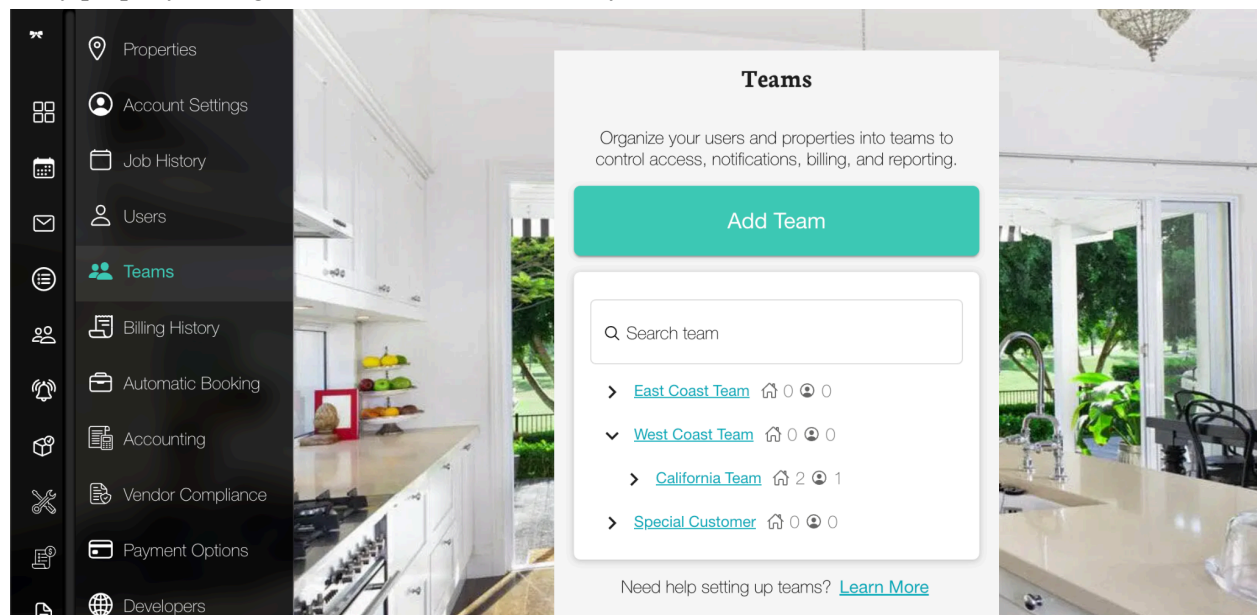 Properties
Account Settings
Job History
Users
Teams
Billing History
Automatic Booking
Accounting
Vendor Compliance
Payment Options
Developers
Teams
Organize your users and properties into teams to
control access, notifications, billing, and reporting.
Add Team
Search team
East Coast Team 0 0
West Coast Team 0 0
California Team 2 1
Special Customer 0 0
Need help setting up teams? Learn More